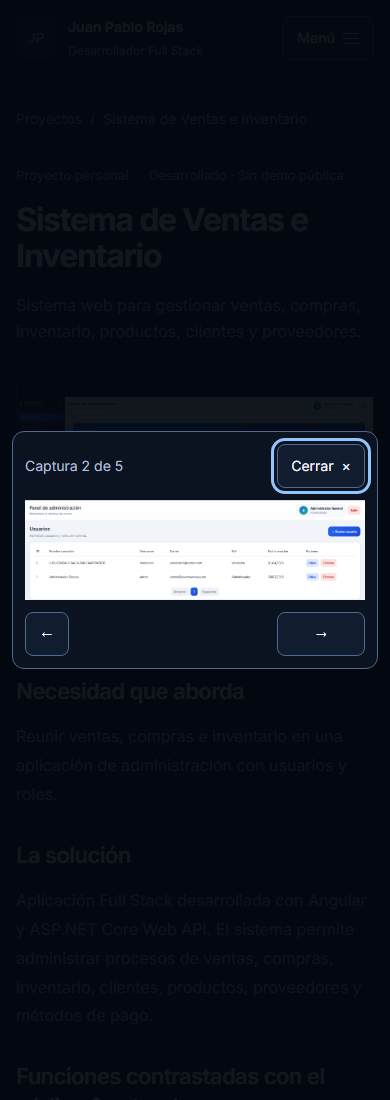 JP
Juan Pablo Rojas
Desarrollador Full Stack
Menú
Proyectos / Sistema de Ventas e Inventario
Proyecto personal Desarrollado · Sin demo pública
Sistema de Ventas e
Inventario
Sistema web para gestionar ventas, compras,
inventario, productos, clientes y proveedores.
Captura 2 de 5
Cerrar ×
Panel de administración
Administrador General
Usuarios
←
→
Necesidad que aborda
Reunir ventas, compras e inventario en una
aplicación de administración con usuarios y
roles.
La solución
Aplicación Full Stack desarrollada con Angular
y ASP.NET Core Web API. El sistema permite
administrar procesos de ventas, compras,
inventario, clientes, productos, proveedores y
métodos de pago.
Funciones contrastadas con el